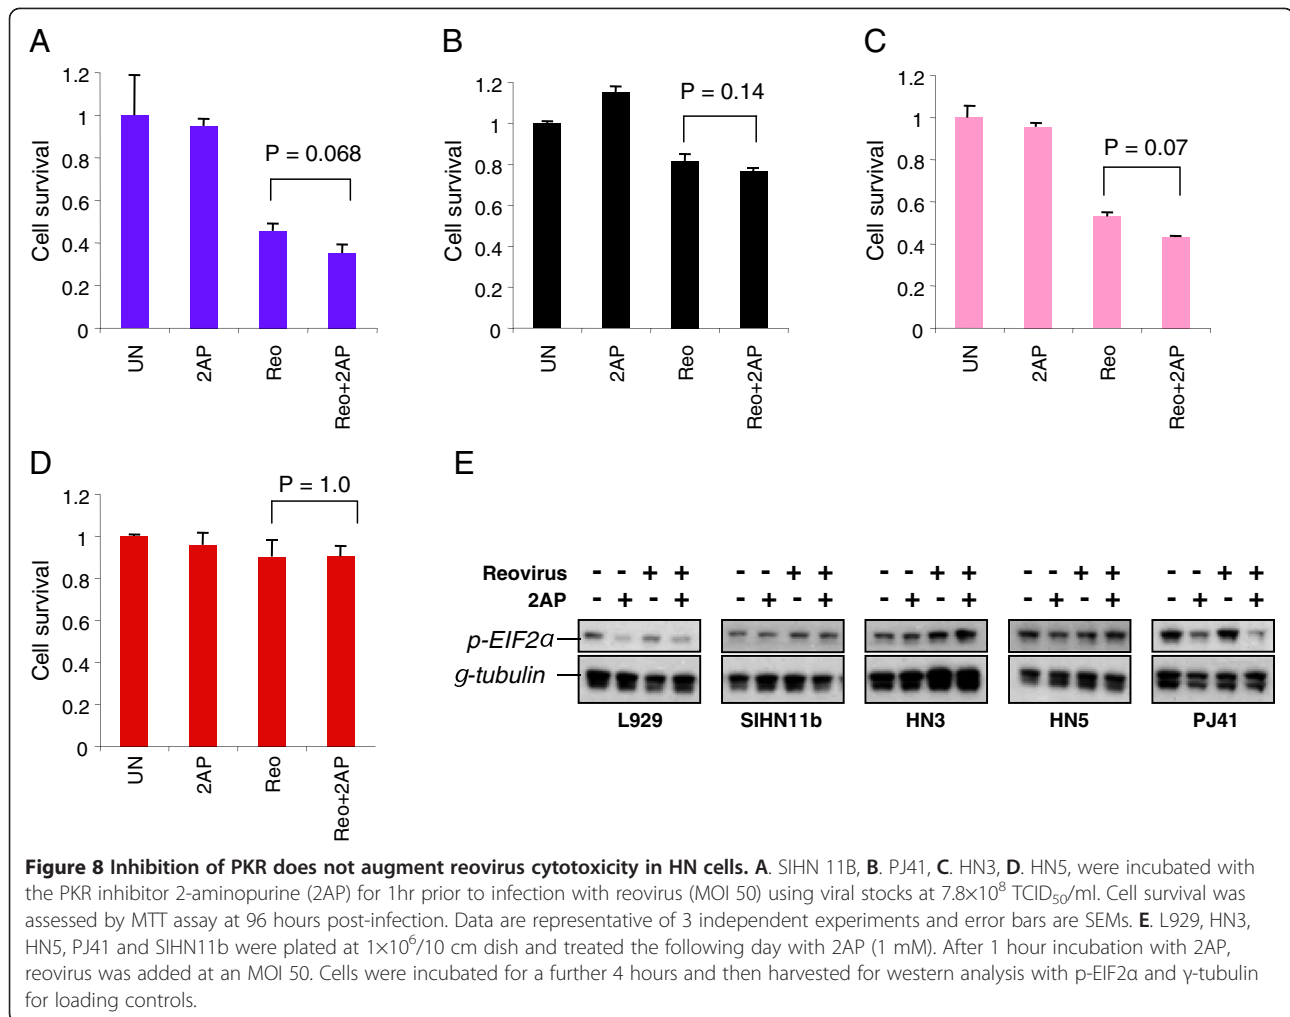 A
1.2
1
0.8
0.6
0.4
0.2
0
Cell survival
P = 0.068
UN
2AP
Reo
Reo+2AP
B
1.2
1
0.8
0.6
0.4
0.2
0
Cell survival
P = 0.14
UN
2AP
Reo
Reo+2AP
C
1.2
1
0.8
0.6
0.4
0.2
0
Cell survival
P = 0.07
UN
2AP
Reo
Reo+2AP
D
1.2
1
0.8
0.6
0.4
0.2
0
Cell survival
P = 1.0
UN
2AP
Reo
Reo+2AP
E
Reovirus - - + + - - + + - - + + - - + + - - + +
2AP - + - + - + - + - + - + - + - + - + - +
p-EIF2α
g-tubulin
L929 SIHN11b HN3 HN5 PJ41
Figure 8 Inhibition of PKR does not augment reovirus cytotoxicity in HN cells. A. SIHN 11B, B. PJ41, C. HN3, D. HN5, were incubated with
the PKR inhibitor 2-aminopurine (2AP) for 1hr prior to infection with reovirus (MOI 50) using viral stocks at 7.8×10⁸ TCID₅₀/ml. Cell survival was
assessed by MTT assay at 96 hours post-infection. Data are representative of 3 independent experiments and error bars are SEMs. E. L929, HN3,
HN5, PJ41 and SIHN11b were plated at 1×10⁶/10 cm dish and treated the following day with 2AP (1 mM). After 1 hour incubation with 2AP,
reovirus was added at an MOI 50. Cells were incubated for a further 4 hours and then harvested for western analysis with p-EIF2α and γ-tubulin
for loading controls.